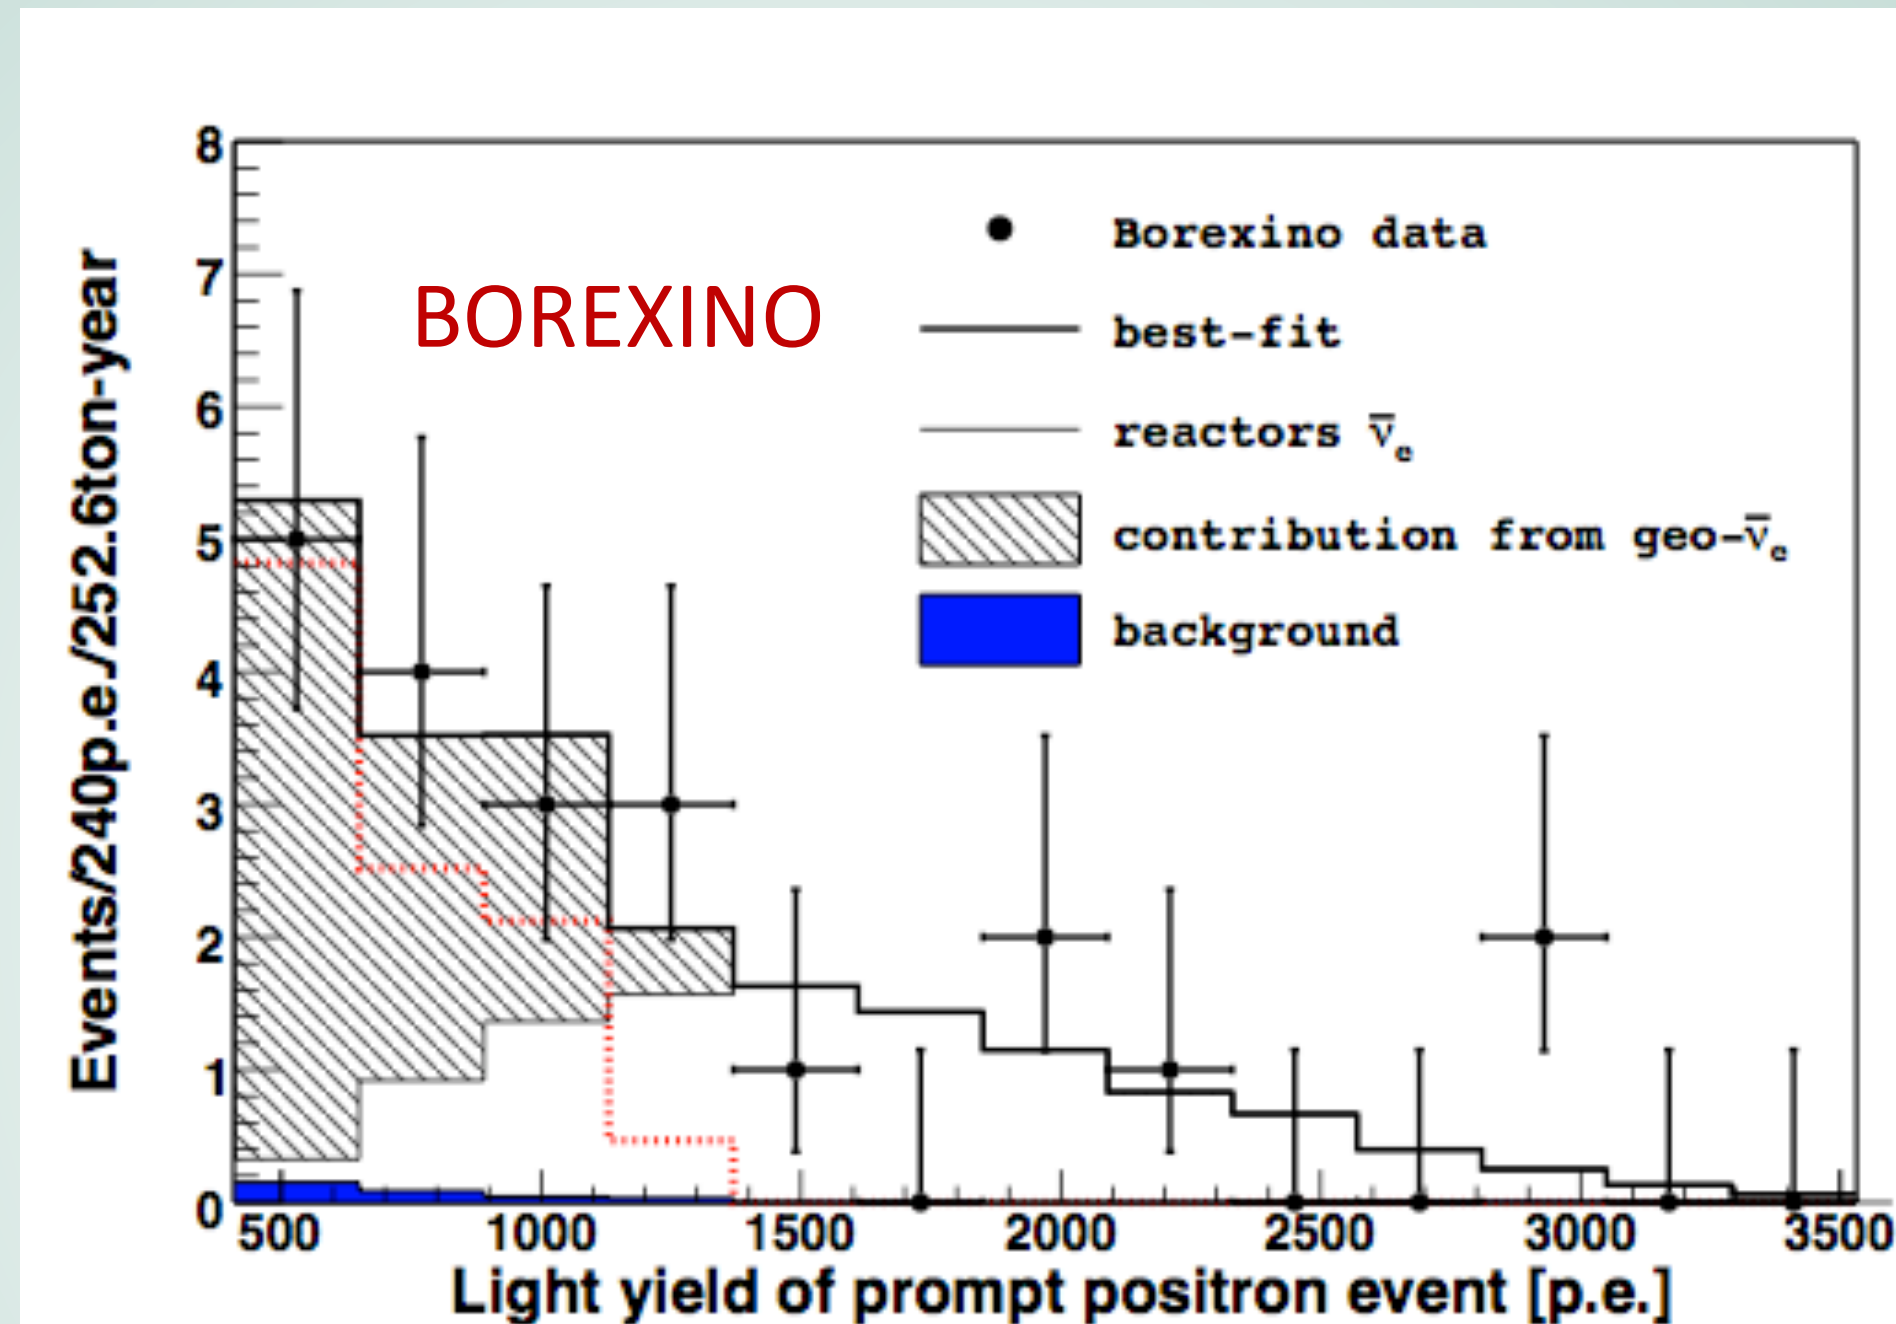 8
7
6
5
4
3
2
1
0
Events/240p.e./252.6ton-year
BOREXINO
Borexino data
best-fit
reactors ν̄e
contribution from geo-ν̄e
background
500 1000 1500 2000 2500 3000 3500
Light yield of prompt positron event [p.e.]